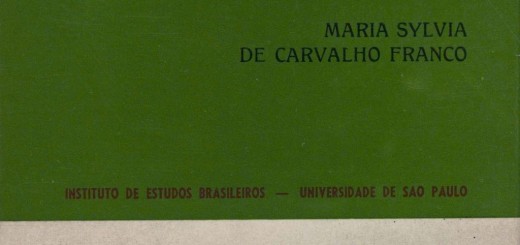 MARIA SYLVIA
DE CARVALHO FRANCO
INSTITUTO DE ESTUDOS BRASILEIROS — UNIVERSIDADE DE SAO PAULO